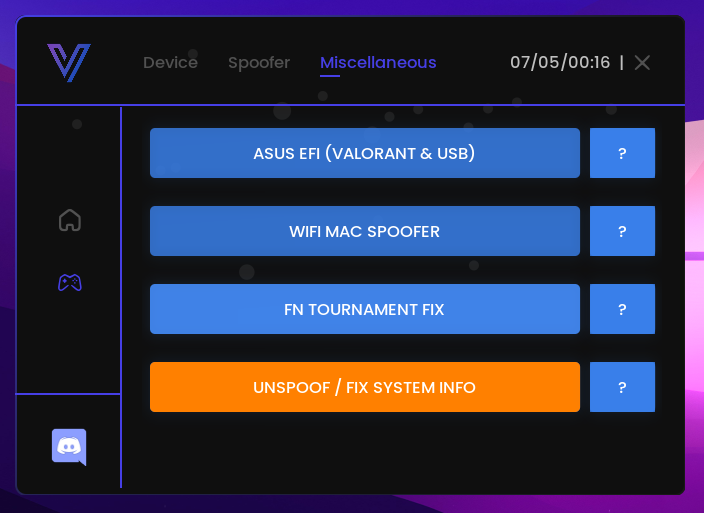 Device Spoofer Miscellaneous 07/05/00:16 |
ASUS EFI (VALORANT & USB) ?
WIFI MAC SPOOFER ?
FN TOURNAMENT FIX ?
UNSPOOF / FIX SYSTEM INFO ?